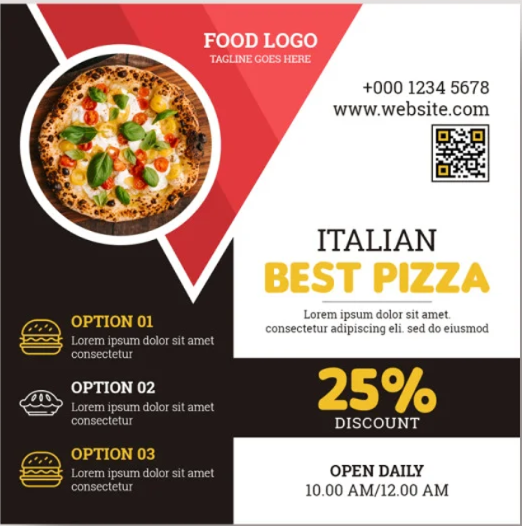 FOOD LOGO
TAGLINE GOES HERE
+000 1234 5678
www.website.com
ITALIAN
BEST PIZZA
Lorem ipsum dolor sit amet.
consectetur adipiscing eli. sed do eiusmod
OPTION 01
Lorem ipsum dolor sit amet
consectetur
OPTION 02
Lorem ipsum dolor sit amet
consectetur
OPTION 03
Lorem ipsum dolor sit amet
consectetur
25%
DISCOUNT
OPEN DAILY
10.00 AM/12.00 AM